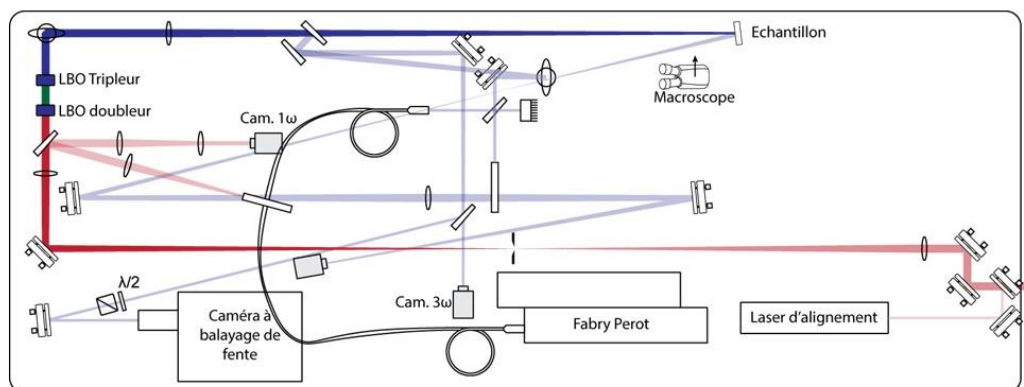 Echantillon
LBO Tripleur
Macroscope
LBO doubleur
Cam. 1ω
λ/2
Cam. 3ω
Caméra à
balayage de
fente
Fabry Perot
Laser d'alignement